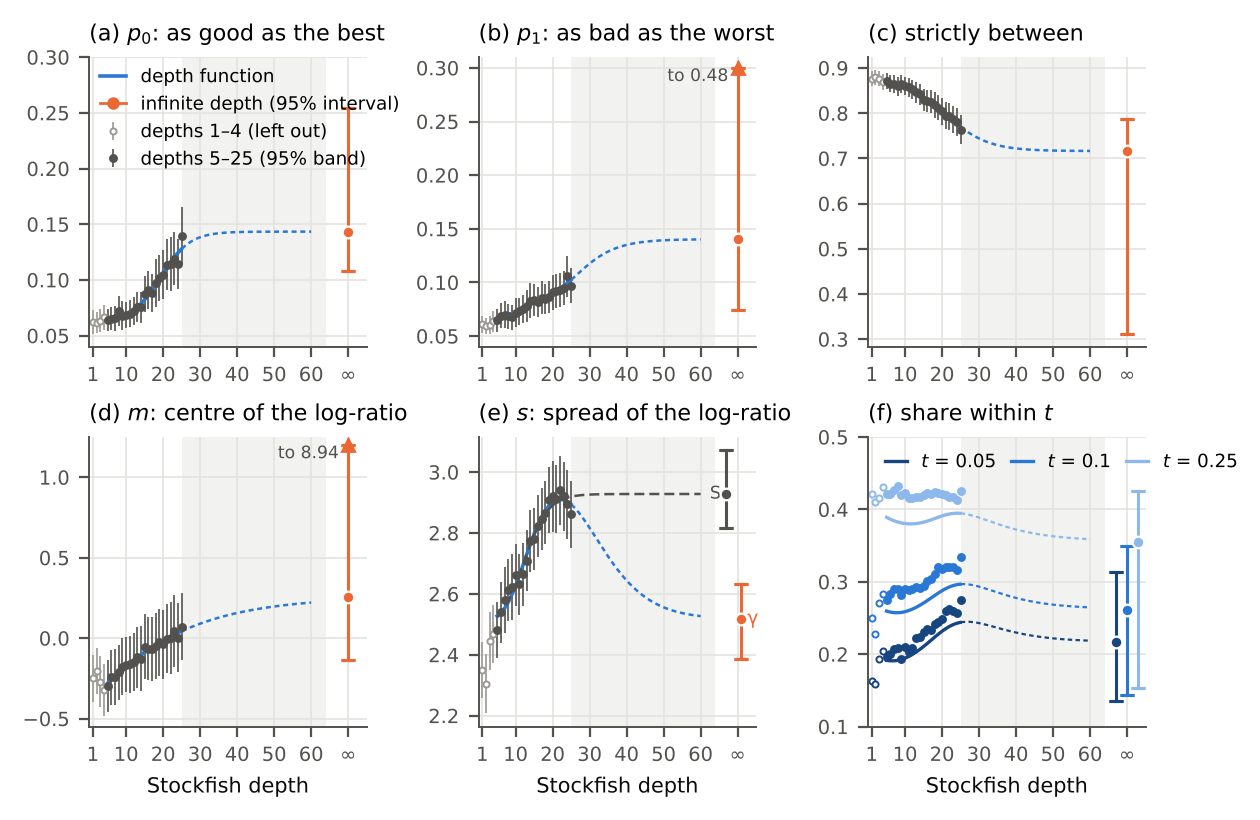 (a) p₀: as good as the best
0.30
0.25
0.20
0.15
0.10
0.05
depth function
infinite depth (95% interval)
depths 1–4 (left out)
depths 5–25 (95% band)
1 10 20 30 40 50 60 ∞
(b) p₁: as bad as the worst
0.30
0.25
0.20
0.15
0.10
0.05
to 0.48
1 10 20 30 40 50 60 ∞
(c) strictly between
0.9
0.8
0.7
0.6
0.5
0.4
0.3
1 10 20 30 40 50 60 ∞
(d) m: centre of the log-ratio
1.0
0.5
0.0
−0.5
to 8.94
1 10 20 30 40 50 60 ∞
Stockfish depth
(e) s: spread of the log-ratio
3.0
2.8
2.6
2.4
2.2
S
γ
1 10 20 30 40 50 60 ∞
Stockfish depth
(f) share within t
0.5
0.4
0.3
0.2
0.1
t = 0.05 t = 0.1 t = 0.25
1 10 20 30 40 50 60 ∞
Stockfish depth